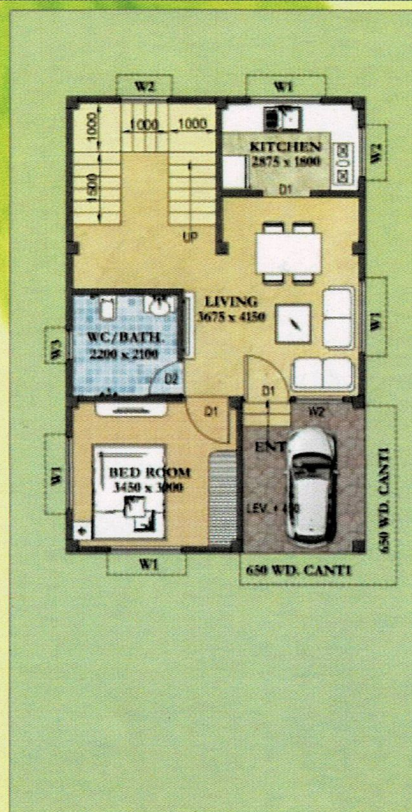 W2
W1
1000
1000
1000
KITCHEN
2875 x 1800
W2
1500
D1
UP
LIVING
3675 x 4150
W1
WC/BATH.
2200 x 2100
W3
D2
D1
D1
W2
ENT
BED ROOM
3450 x 3000
W1
LEV. +
650 WD. CANTI
W1
650 WD. CANTI